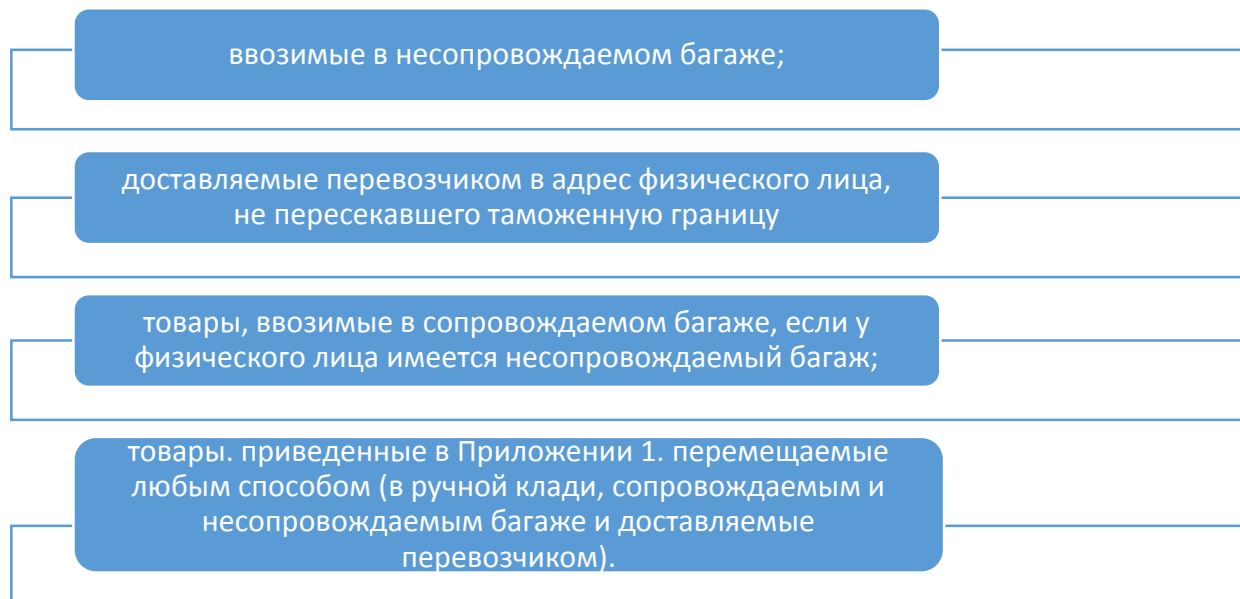 ввозимые в несопровождаемом багаже;
доставляемые перевозчиком в адрес физического лица,
не пересекавшего таможенную границу
товары, ввозимые в сопровождаемом багаже, если у
физического лица имеется несопровождаемый багаж;
товары. приведенные в Приложении 1. перемещаемые
любым способом (в ручной клади, сопровождаемым и
несопровождаемым багаже и доставляемые
перевозчиком).